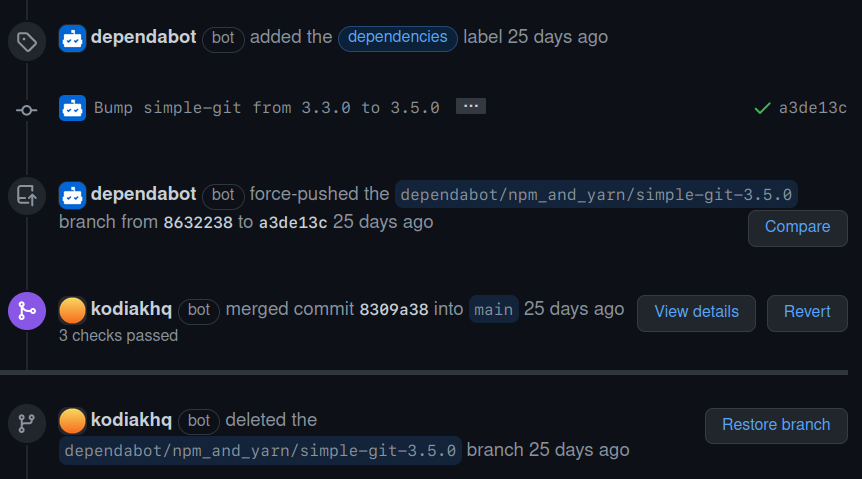 dependabot bot added the dependencies label 25 days ago
Bump simple-git from 3.3.0 to 3.5.0 ... a3de13c
dependabot bot force-pushed the dependabot/npm_and_yarn/simple-git-3.5.0
branch from 8632238 to a3de13c 25 days ago
Compare
kodiakhq bot merged commit 8309a38 into main 25 days ago View details Revert
3 checks passed
kodiakhq bot deleted the
Restore branch
dependabot/npm_and_yarn/simple-git-3.5.0 branch 25 days ago